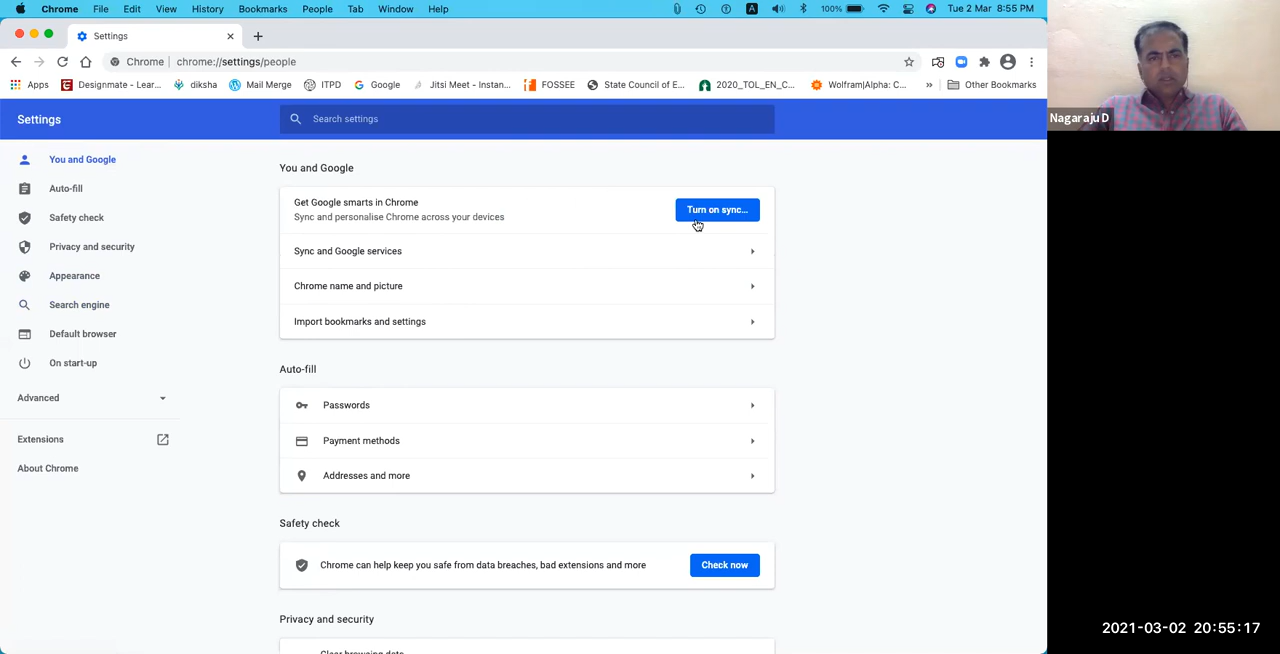 Chrome File Edit View History Bookmarks People Tab Window Help A 100% Tue 2 Mar 8:55 PM
Settings
Chrome chrome://settings/people
Apps Designmate - Lear... diksha Mail Merge ITPD Google Jitsi Meet - Instan... FOSSEE State Council of E... 2020_TOL_EN_C... Wolfram|Alpha: C... » Other Bookmarks
Settings
Search settings
Nagaraju D
You and Google
Auto-fill
Safety check
Privacy and security
Appearance
Search engine
Default browser
On start-up
Advanced
Extensions
About Chrome
You and Google
Get Google smarts in Chrome
Sync and personalise Chrome across your devices
Turn on sync...
Sync and Google services
Chrome name and picture
Import bookmarks and settings
Auto-fill
Passwords
Payment methods
Addresses and more
Safety check
Chrome can help keep you safe from data breaches, bad extensions and more
Check now
Privacy and security
Clear browsing data
2021-03-02 20:55:17